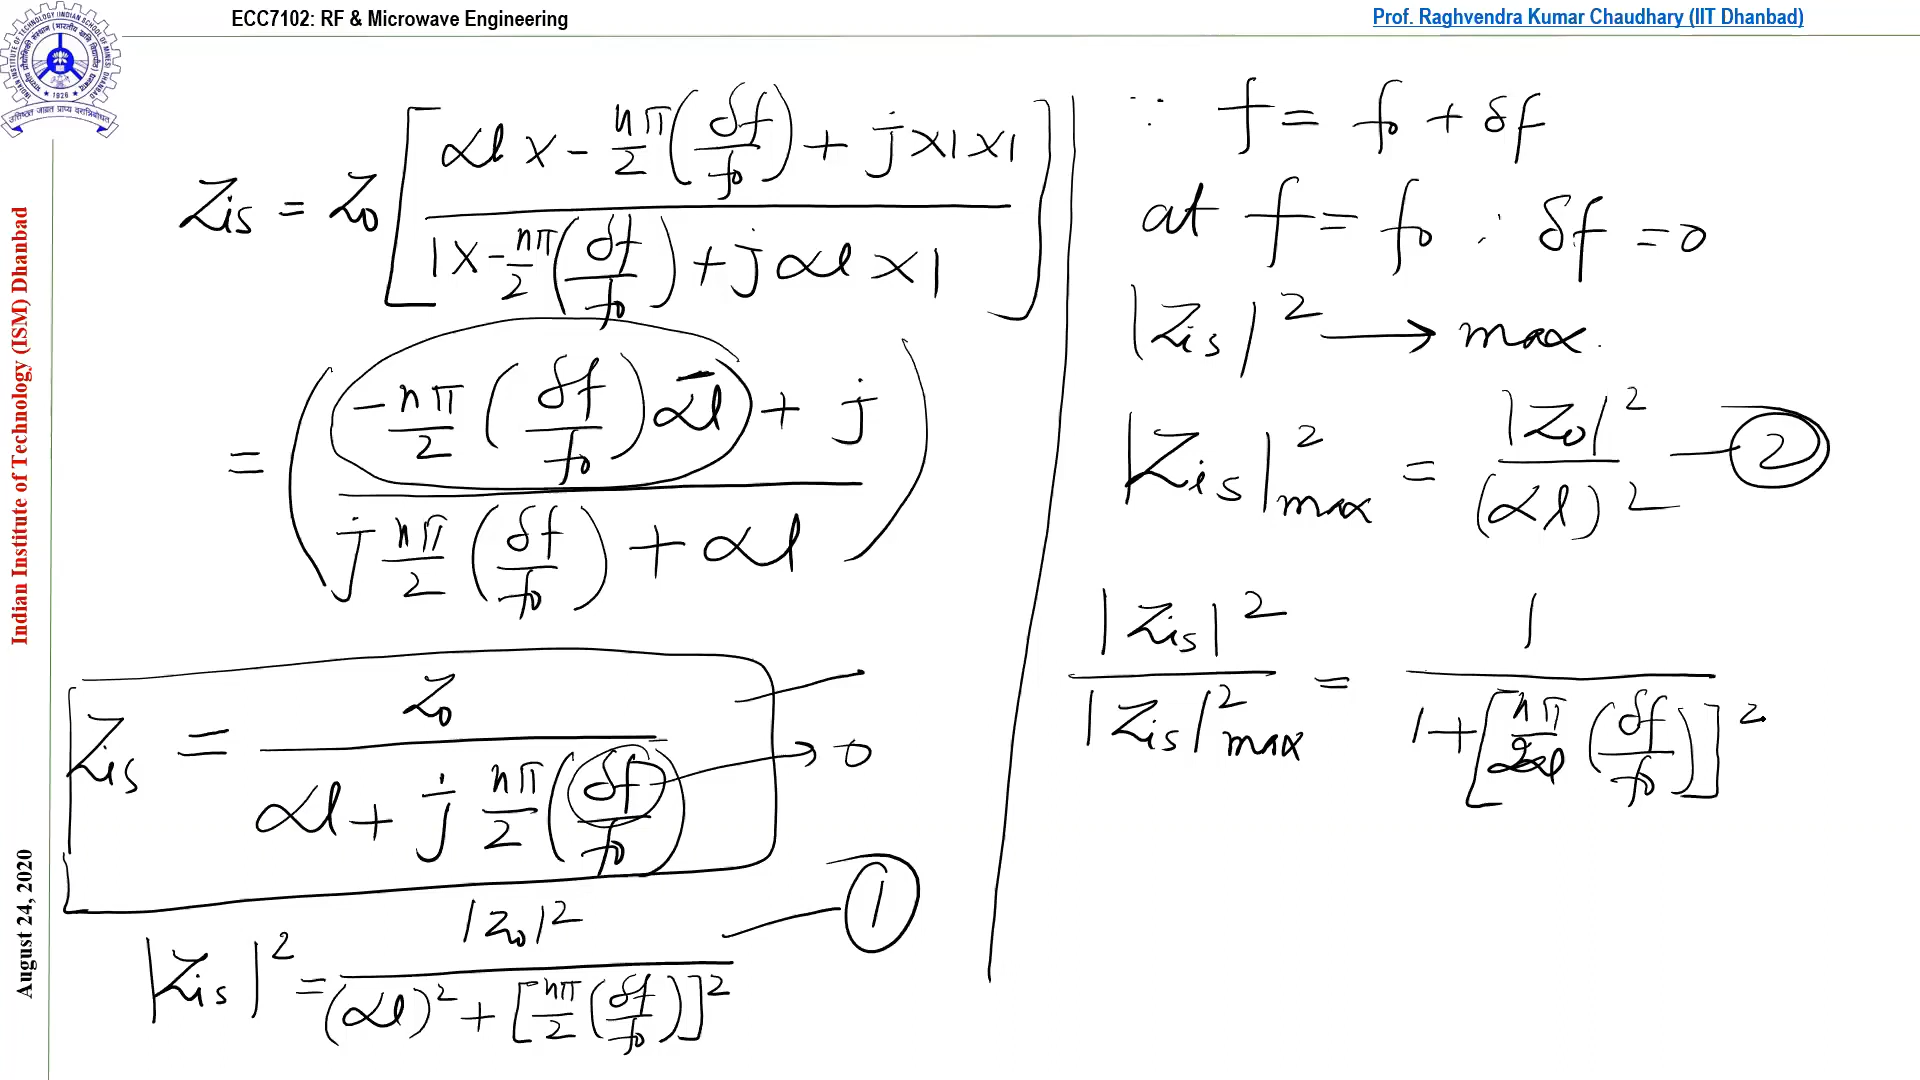 ECC7102: RF & Microwave Engineering
Prof. Raghvendra Kumar Chaudhary (IIT Dhanbad)
Indian Institute of Technology (ISM) Dhanbad
August 24, 2020
Zis = Z0 [ (αl x - nπ/2 (δf/f0) + j x1 x1) / (1 x - nπ/2 (δf/f0) + j αl x1) ]
= ( (-nπ/2 (δf/f0) αl + j) / (j nπ/2 (δf/f0) + αl) )
Zis = Z0 / (αl + j nπ/2 (δf/f0)) → 0
|Zis|² = |Z0|² / ((αl)² + [nπ/2 (δf/f0)]²) — 1
∵ f = f0 + δf
at f = f0 : δf = 0
|Zis|² → max.
|Zis|²max = |Z0|² / (αl)² — 2
|Zis|² / |Zis|²max = 1 / (1 + [nπ/2αl (δf/f0)]²)